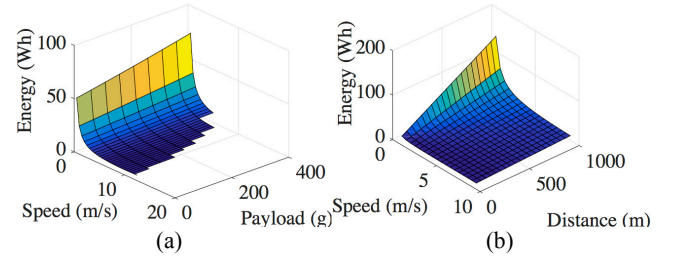 100
50
0
0
10
20
0
200
400
Energy (Wh)
Speed (m/s)
Payload (g)
(a)
200
100
0
0
5
10
0
500
1000
Energy (Wh)
Speed (m/s)
Distance (m)
(b)